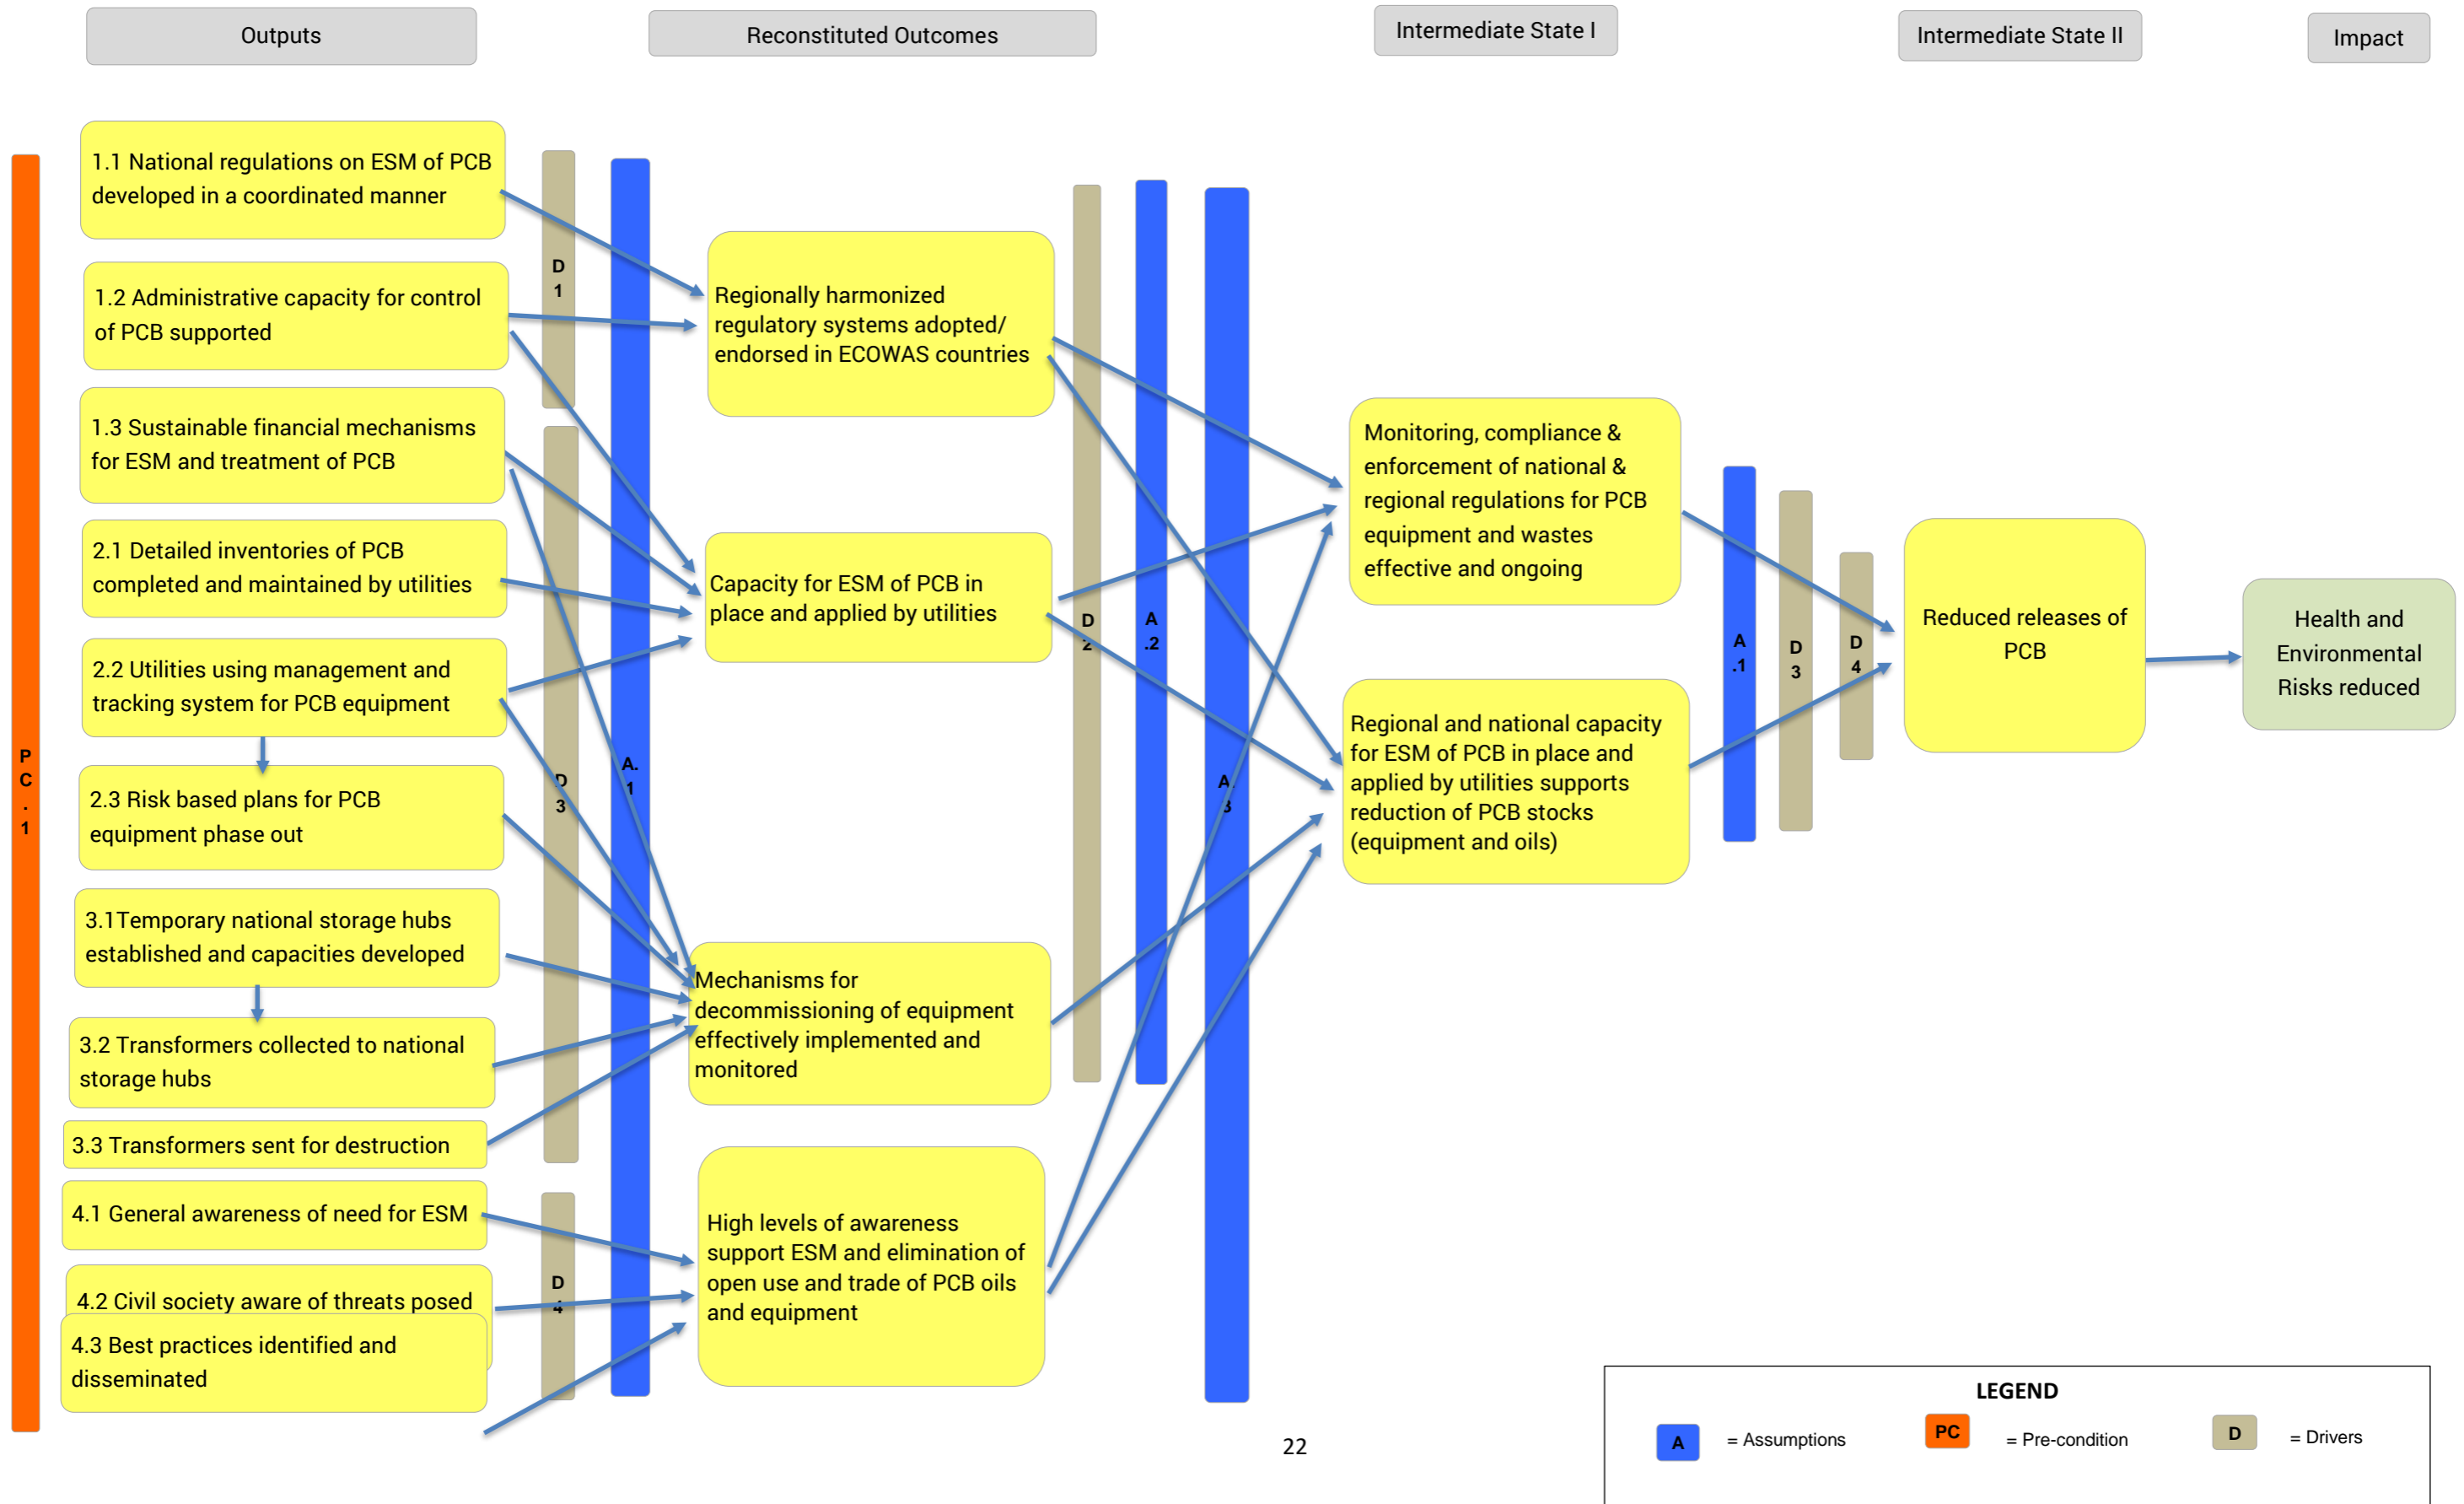 Outputs
Reconstituted Outcomes
Intermediate State I
Intermediate State II
Impact
PC.1
1.1 National regulations on ESM of PCB
developed in a coordinated manner
1.2 Administrative capacity for control
of PCB supported
1.3 Sustainable financial mechanisms
for ESM and treatment of PCB
2.1 Detailed inventories of PCB
completed and maintained by utilities
2.2 Utilities using management and
tracking system for PCB equipment
2.3 Risk based plans for PCB
equipment phase out
3.1Temporary national storage hubs
established and capacities developed
3.2 Transformers collected to national
storage hubs
3.3 Transformers sent for destruction
4.1 General awareness of need for ESM
4.2 Civil society aware of threats posed
4.3 Best practices identified and
disseminated
D1
D3
D4
A.1
Regionally harmonized
regulatory systems adopted/
endorsed in ECOWAS countries
Capacity for ESM of PCB in
place and applied by utilities
Mechanisms for
decommissioning of equipment
effectively implemented and
monitored
High levels of awareness
support ESM and elimination of
open use and trade of PCB oils
and equipment
D2
A.2
A.3
Monitoring, compliance &
enforcement of national &
regional regulations for PCB
equipment and wastes
effective and ongoing
Regional and national capacity
for ESM of PCB in place and
applied by utilities supports
reduction of PCB stocks
(equipment and oils)
A.1
D3
D4
Reduced releases of
PCB
Health and
Environmental
Risks reduced
22
LEGEND
A = Assumptions
PC = Pre-condition
D = Drivers